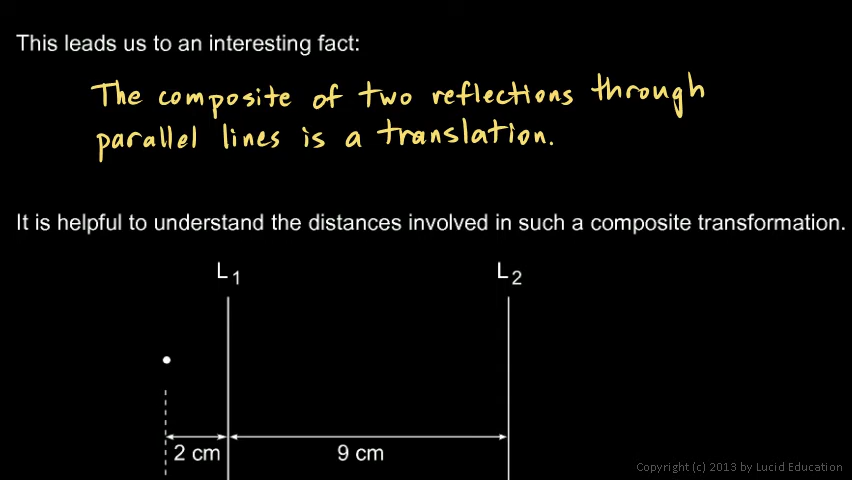 This leads us to an interesting fact:
The composite of two reflections through
parallel lines is a translation.
It is helpful to understand the distances involved in such a composite transformation.
L1 L2
2 cm 9 cm
Copyright (c) 2013 by Lucid Education